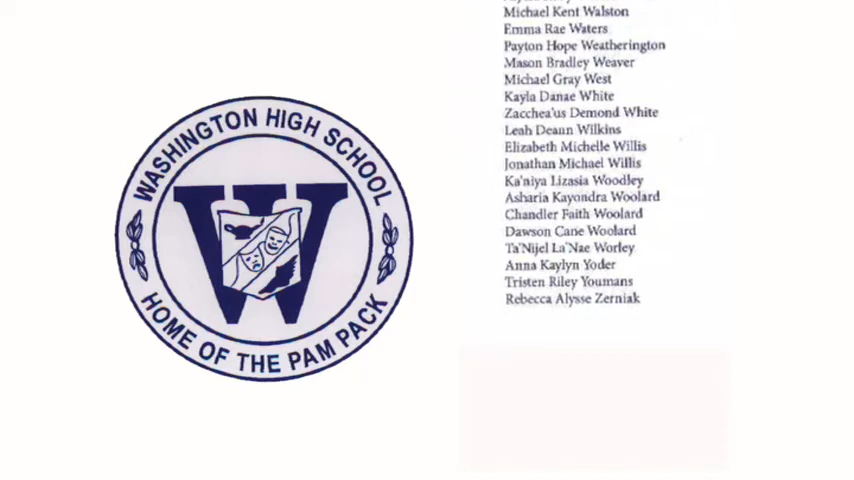 WASHINGTON HIGH SCHOOL
W
HOME OF THE PAM PACK
Michael Kent Walston
Emma Rae Waters
Payton Hope Weatherington
Mason Bradley Weaver
Michael Gray West
Kayla Danae White
Zacchea'us Demond White
Leah Deann Wilkins
Elizabeth Michelle Willis
Jonathan Michael Willis
Ka'niya Lizasia Woodley
Asharia Kayondra Woolard
Chandler Faith Woolard
Dawson Cane Woolard
Ta'Nijel La'Nae Worley
Anna Kaylyn Yoder
Tristen Riley Youmans
Rebecca Alysse Zerniak